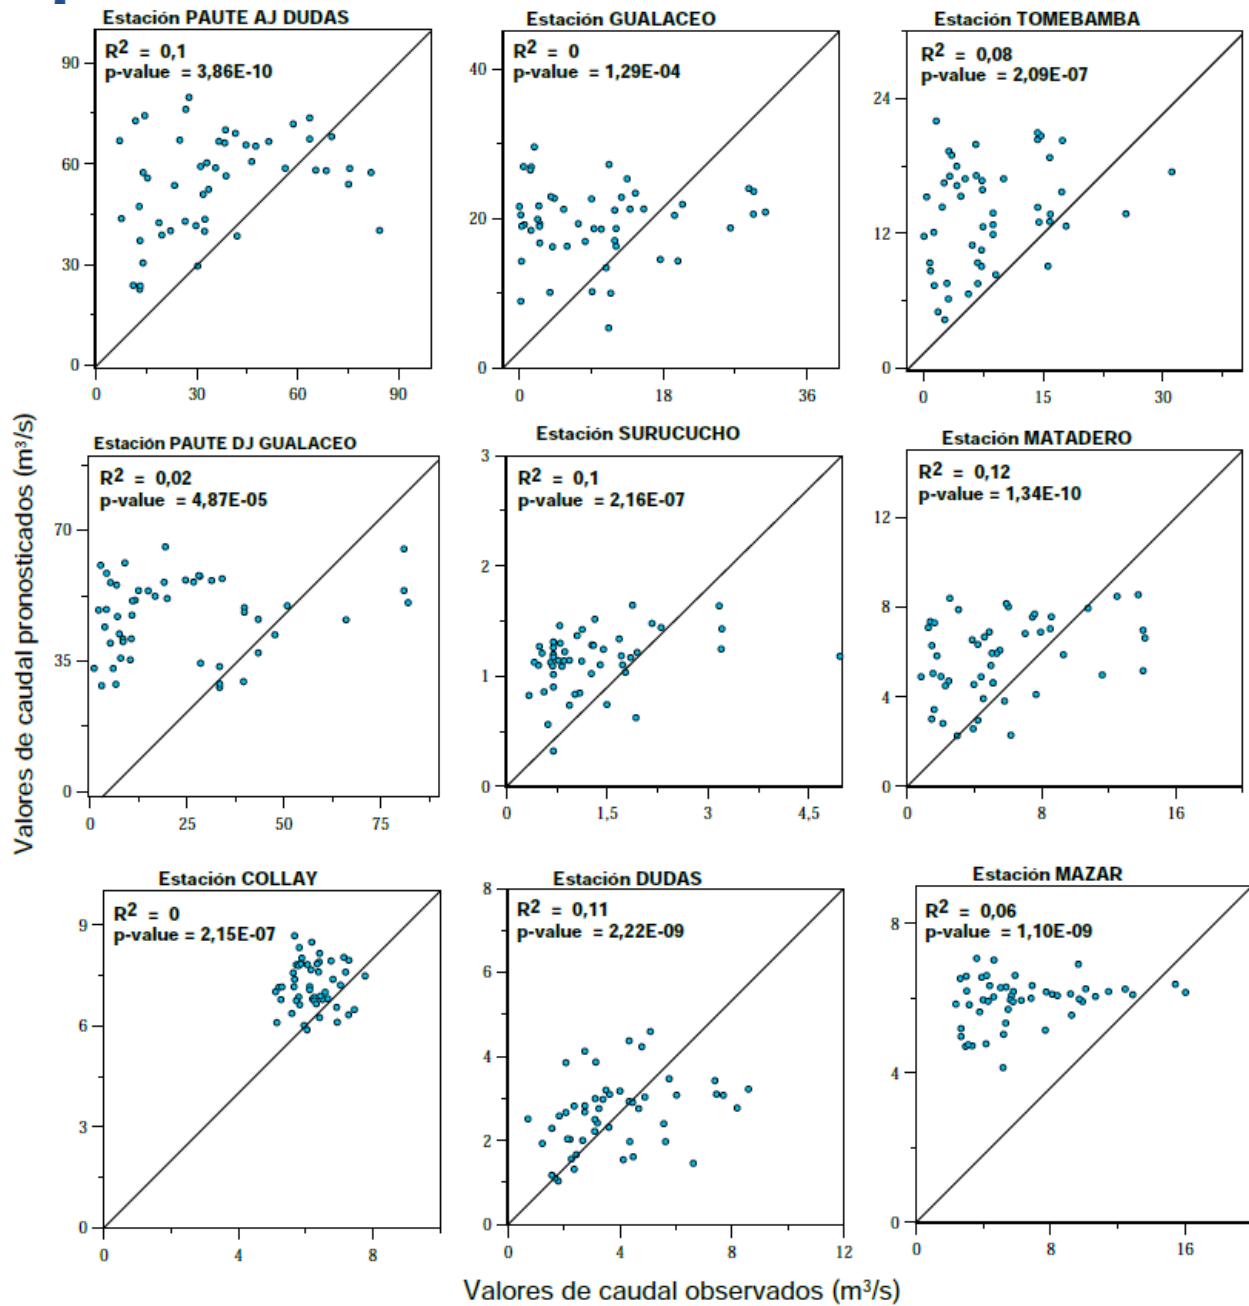 Estación PAUTE AJ DUDAS
R² = 0,1
p-value = 3,86E-10
90
60
30
0
0 30 60 90
Estación GUALACEO
R² = 0
p-value = 1,29E-04
40
20
0
0 18 36
Estación TOMEBAMBA
R² = 0,08
p-value = 2,09E-07
24
12
0
0 15 30
Valores de caudal pronosticados (m³/s)
Estación PAUTE DJ GUALACEO
R² = 0,02
p-value = 4,87E-05
70
35
0
0 25 50 75
Estación SURUCUCHO
R² = 0,1
p-value = 2,16E-07
3
2
1
0
0 1,5 3 4,5
Estación MATADERO
R² = 0,12
p-value = 1,34E-10
12
8
4
0
0 8 16
Estación COLLAY
R² = 0
p-value = 2,15E-07
9
6
3
0
0 4 8
Estación DUDAS
R² = 0,11
p-value = 2,22E-09
8
6
4
2
0
0 4 8 12
Estación MAZAR
R² = 0,06
p-value = 1,10E-09
8
4
0
0 8 16
Valores de caudal observados (m³/s)